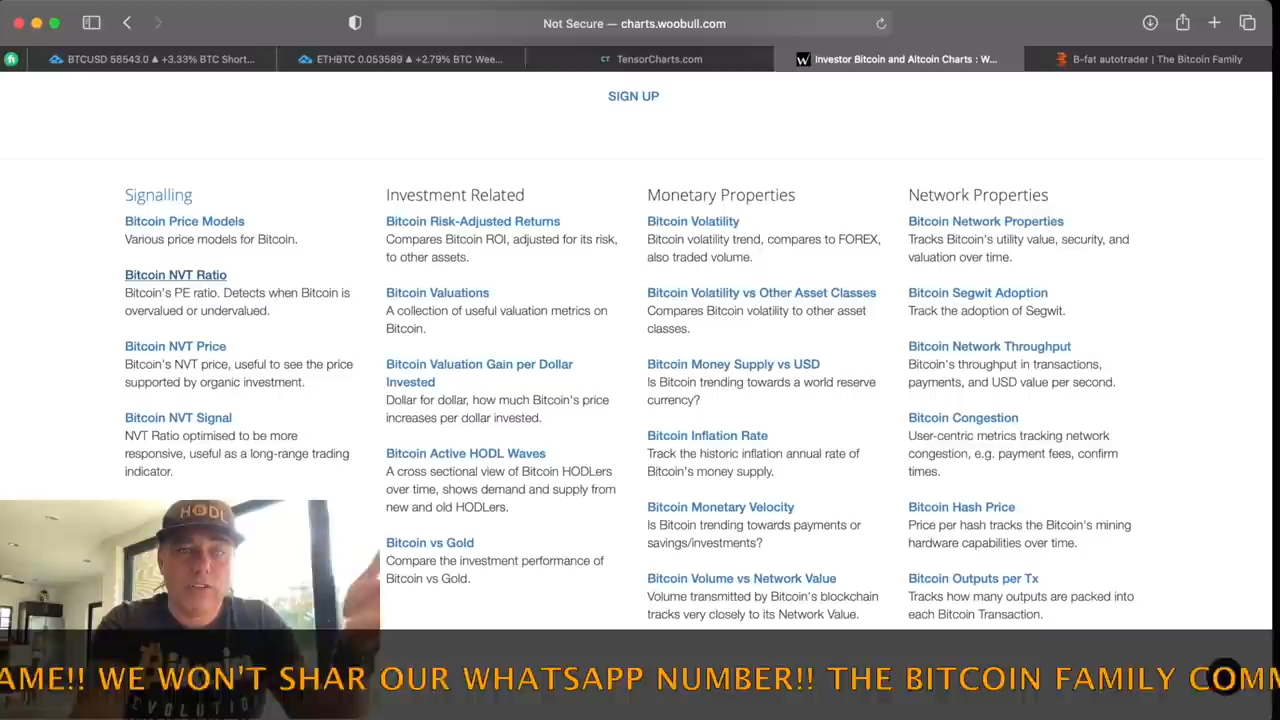 Not Secure — charts.woobull.com
BTCUSD 58543.0 ▲ +3.33% BTC Short...
ETHBTC 0.053589 ▲ +2.79% BTC Wee...
CT TensorCharts.com
W Investor Bitcoin and Altcoin Charts : W...
B-fat autotrader | The Bitcoin Family
SIGN UP
Signalling
Bitcoin Price Models
Various price models for Bitcoin.
Bitcoin NVT Ratio
Bitcoin's PE ratio. Detects when Bitcoin is
overvalued or undervalued.
Bitcoin NVT Price
Bitcoin's NVT price, useful to see the price
supported by organic investment.
Bitcoin NVT Signal
NVT Ratio optimised to be more
responsive, useful as a long-range trading
indicator.
Investment Related
Bitcoin Risk-Adjusted Returns
Compares Bitcoin ROI, adjusted for its risk,
to other assets.
Bitcoin Valuations
A collection of useful valuation metrics on
Bitcoin.
Bitcoin Valuation Gain per Dollar
Invested
Dollar for dollar, how much Bitcoin's price
increases per dollar invested.
Bitcoin Active HODL Waves
A cross sectional view of Bitcoin HODLers
over time, shows demand and supply from
new and old HODLers.
Bitcoin vs Gold
Compare the investment performance of
Bitcoin vs Gold.
Monetary Properties
Bitcoin Volatility
Bitcoin volatility trend, compares to FOREX,
also traded volume.
Bitcoin Volatility vs Other Asset Classes
Compares Bitcoin volatility to other asset
classes.
Bitcoin Money Supply vs USD
Is Bitcoin trending towards a world reserve
currency?
Bitcoin Inflation Rate
Track the historic inflation annual rate of
Bitcoin's money supply.
Bitcoin Monetary Velocity
Is Bitcoin trending towards payments or
savings/investments?
Bitcoin Volume vs Network Value
Volume transmitted by Bitcoin's blockchain
tracks very closely to its Network Value.
Network Properties
Bitcoin Network Properties
Tracks Bitcoin's utility value, security, and
valuation over time.
Bitcoin Segwit Adoption
Track the adoption of Segwit.
Bitcoin Network Throughput
Bitcoin's throughput in transactions,
payments, and USD value per second.
Bitcoin Congestion
User-centric metrics tracking network
congestion, e.g. payment fees, confirm
times.
Bitcoin Hash Price
Price per hash tracks the Bitcoin's mining
hardware capabilities over time.
Bitcoin Outputs per Tx
Tracks how many outputs are packed into
each Bitcoin Transaction.
HODL
Bitcoin
EVOLUTION
AME!! WE WON'T SHAR OUR WHATSAPP NUMBER!! THE BITCOIN FAMILY COMM